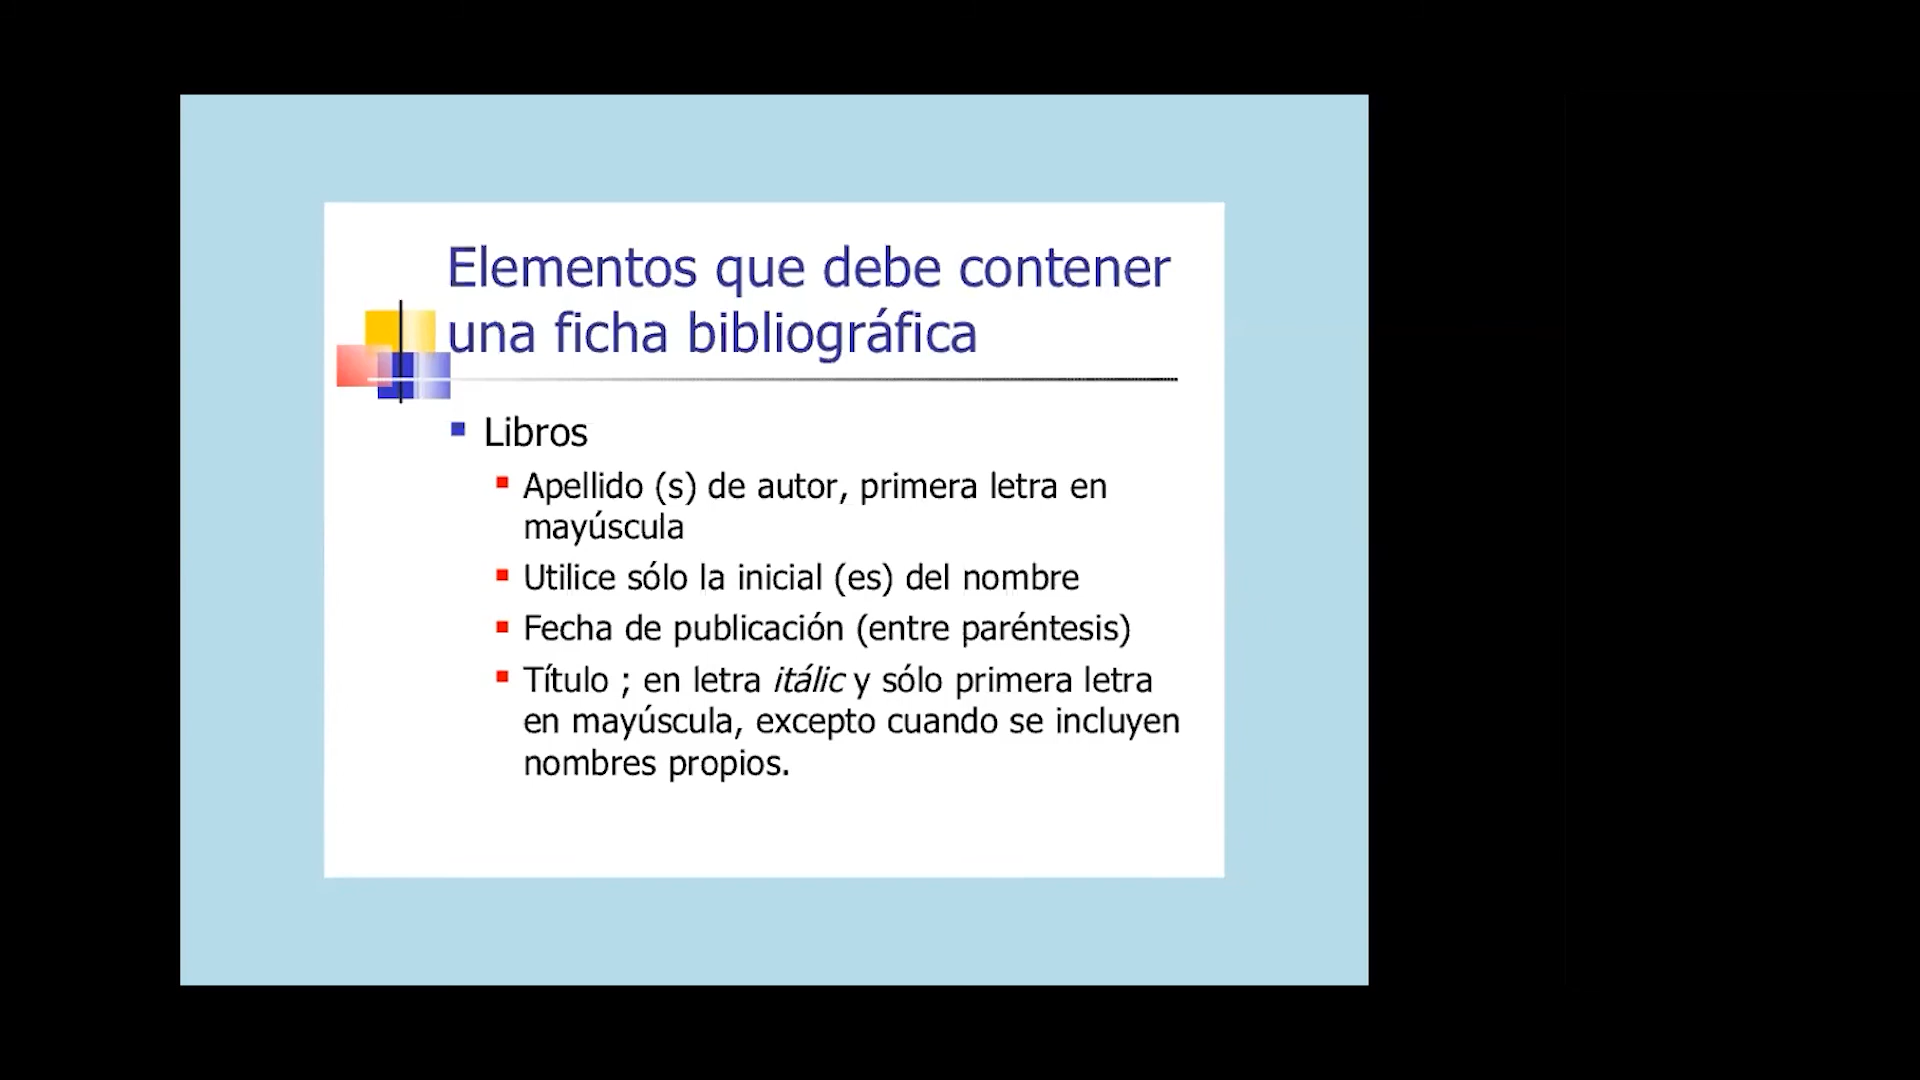 Elementos que debe contener
una ficha bibliográfica
Libros
Apellido (s) de autor, primera letra en
mayúscula
Utilice sólo la inicial (es) del nombre
Fecha de publicación (entre paréntesis)
Título ; en letra itálic y sólo primera letra
en mayúscula, excepto cuando se incluyen
nombres propios.